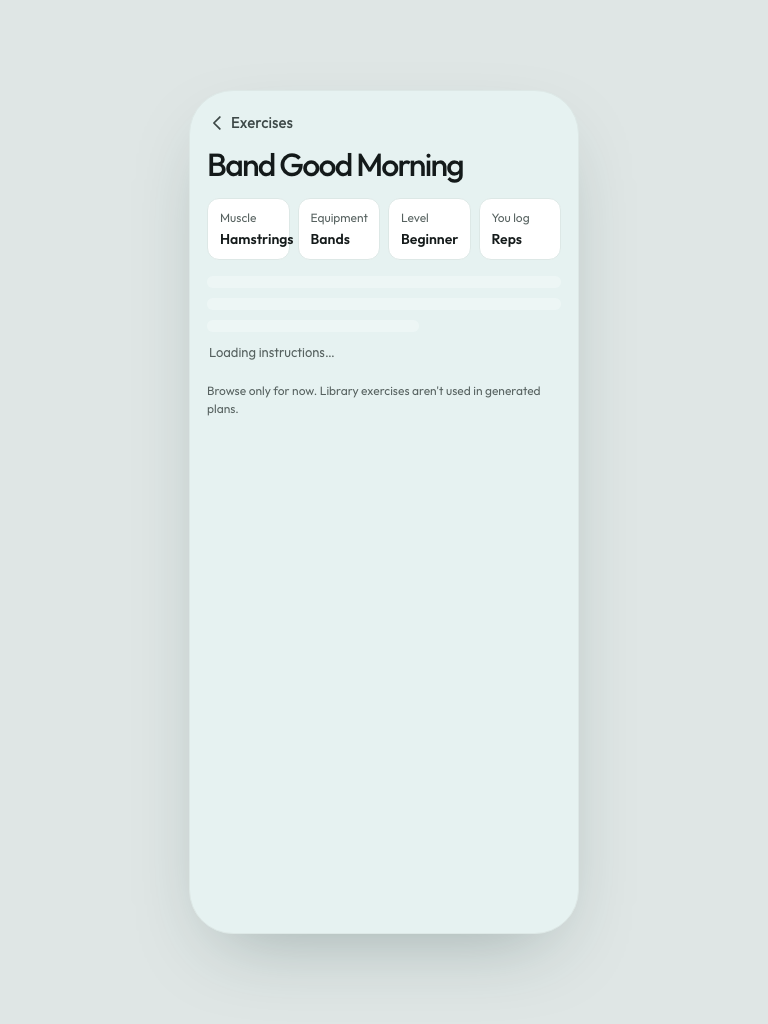 Exercises
Band Good Morning
Muscle
Hamstrings
Equipment
Bands
Level
Beginner
You log
Reps
Loading instructions…
Browse only for now. Library exercises aren't used in generated
plans.